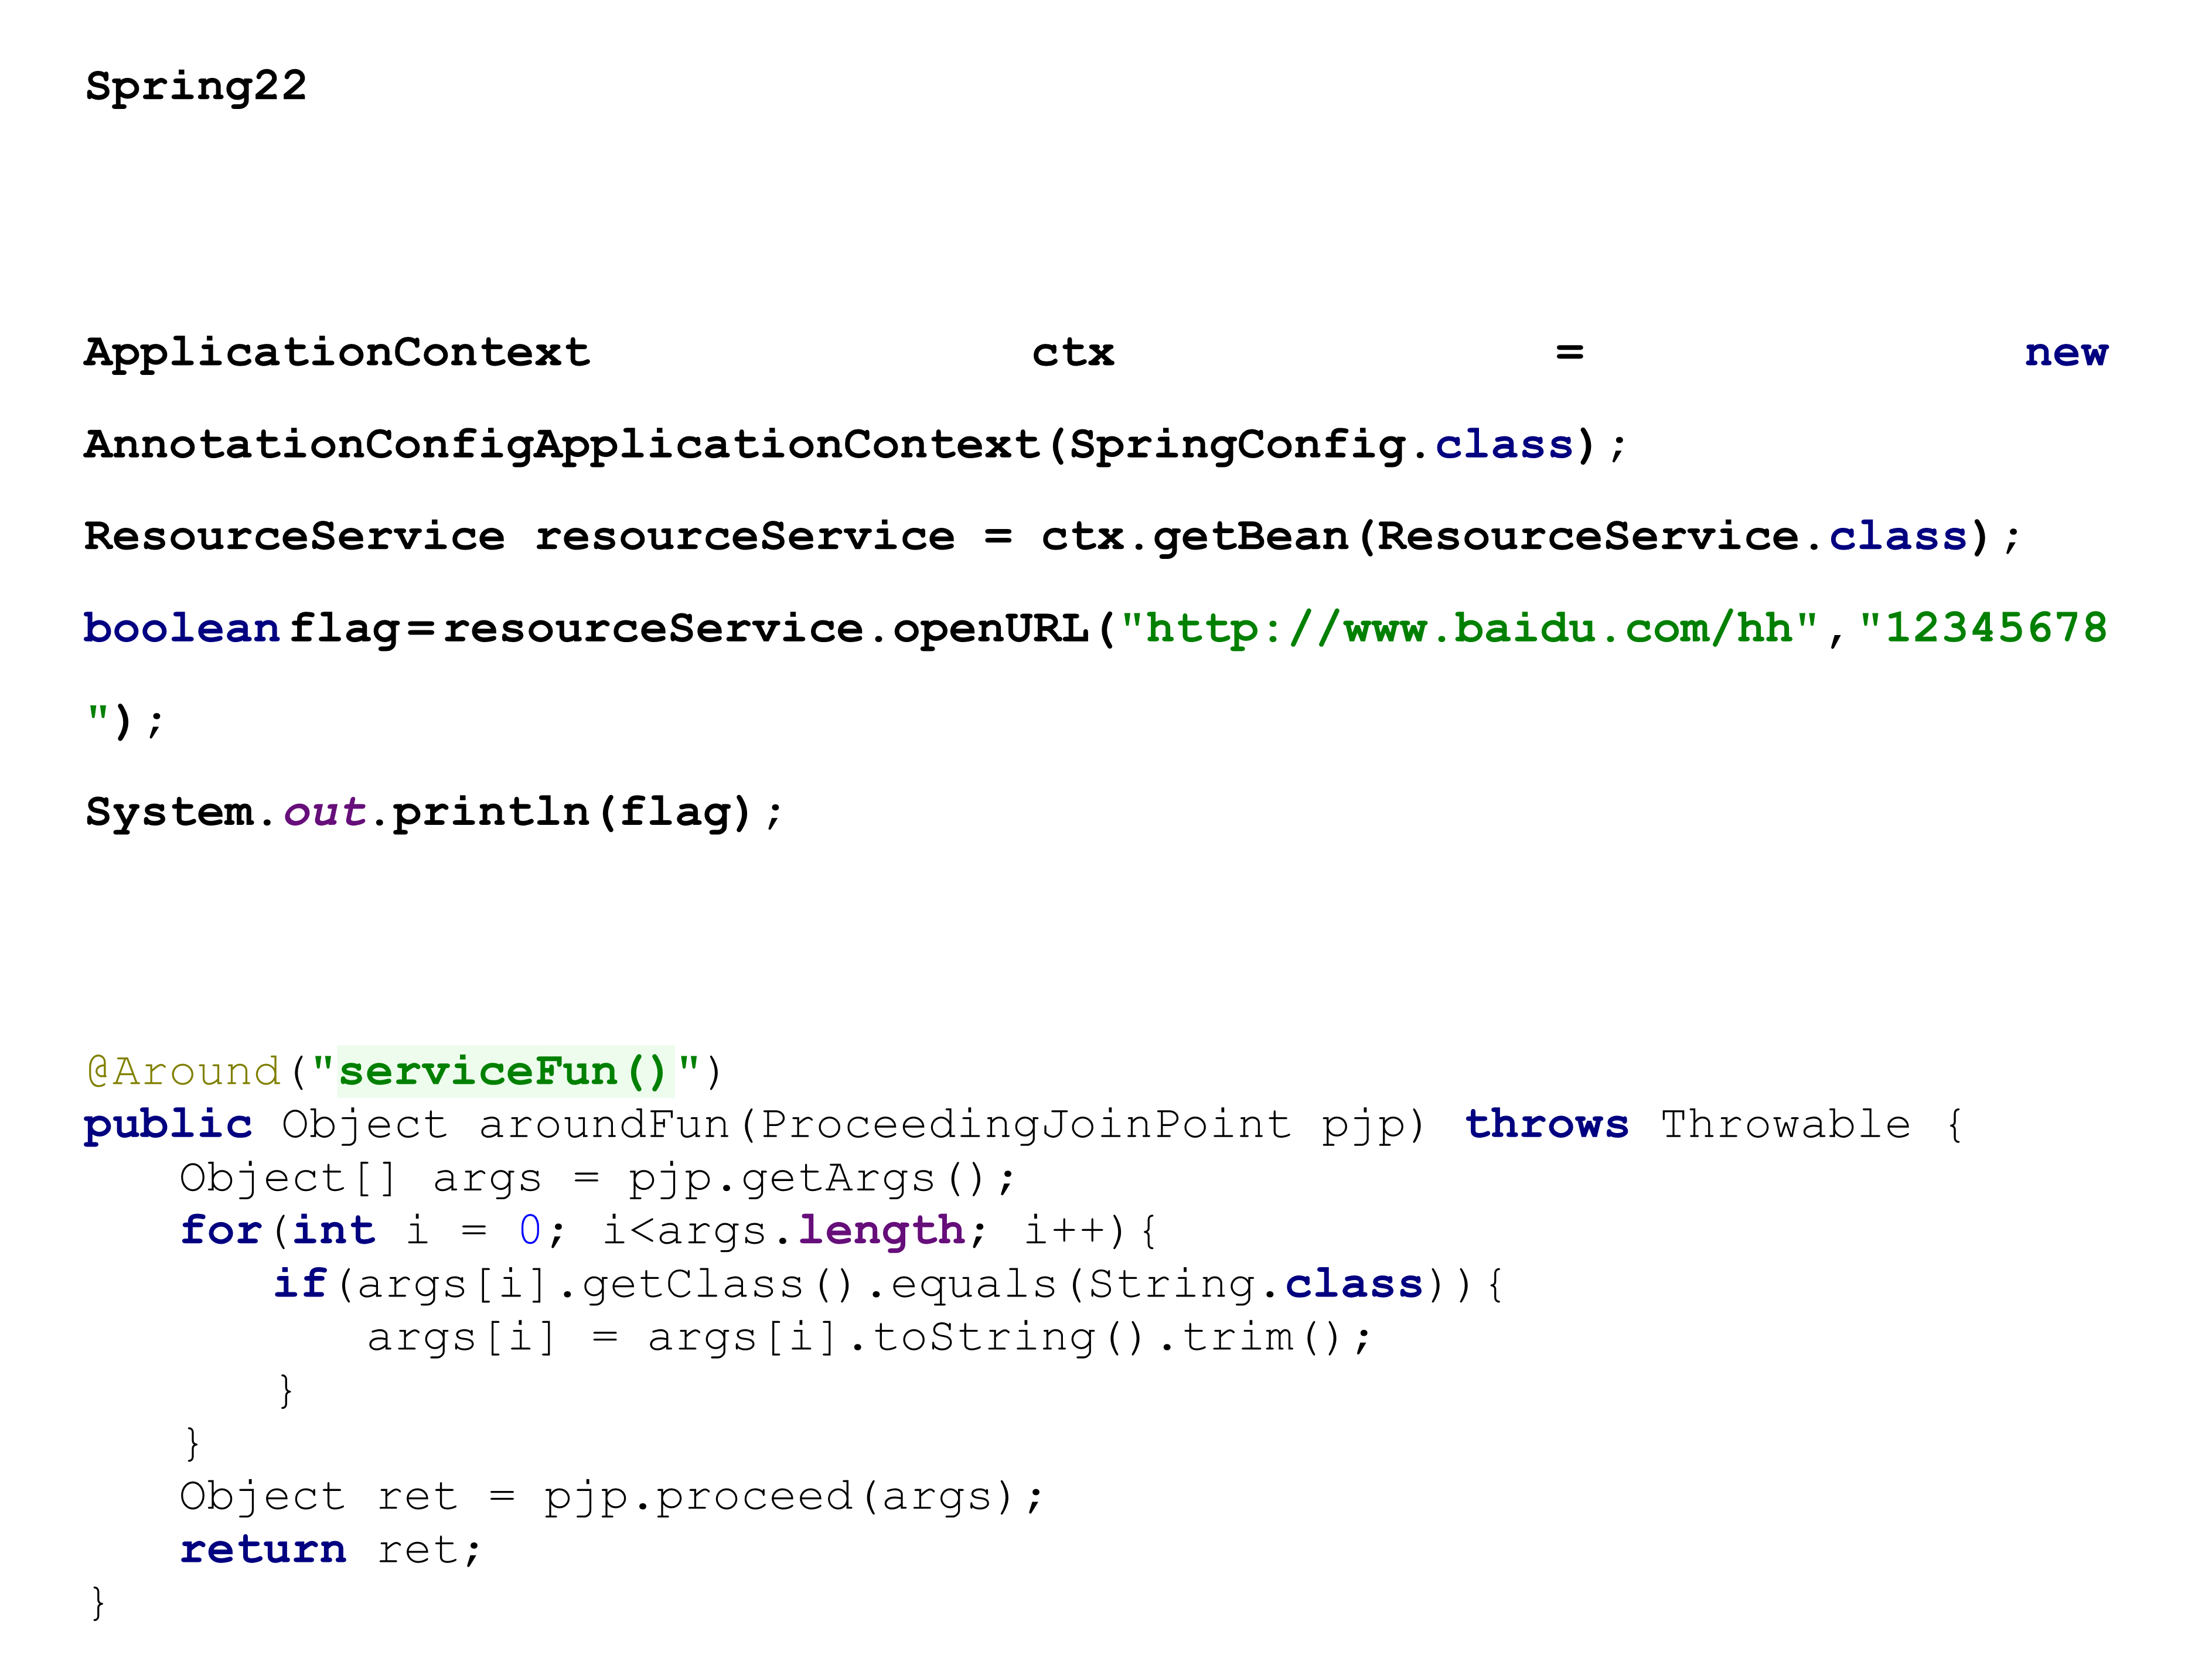 Spring22
ApplicationContext ctx = new
AnnotationConfigApplicationContext(SpringConfig.class);
ResourceService resourceService = ctx.getBean(ResourceService.class);
boolean flag=resourceService.openURL("http://www.baidu.com/hh","12345678
");
System.out.println(flag);
@Around("serviceFun()")
public Object aroundFun(ProceedingJoinPoint pjp) throws Throwable {
    Object[] args = pjp.getArgs();
    for(int i = 0; i<args.length; i++){
        if(args[i].getClass().equals(String.class)){
            args[i] = args[i].toString().trim();
        }
    }
    Object ret = pjp.proceed(args);
    return ret;
}